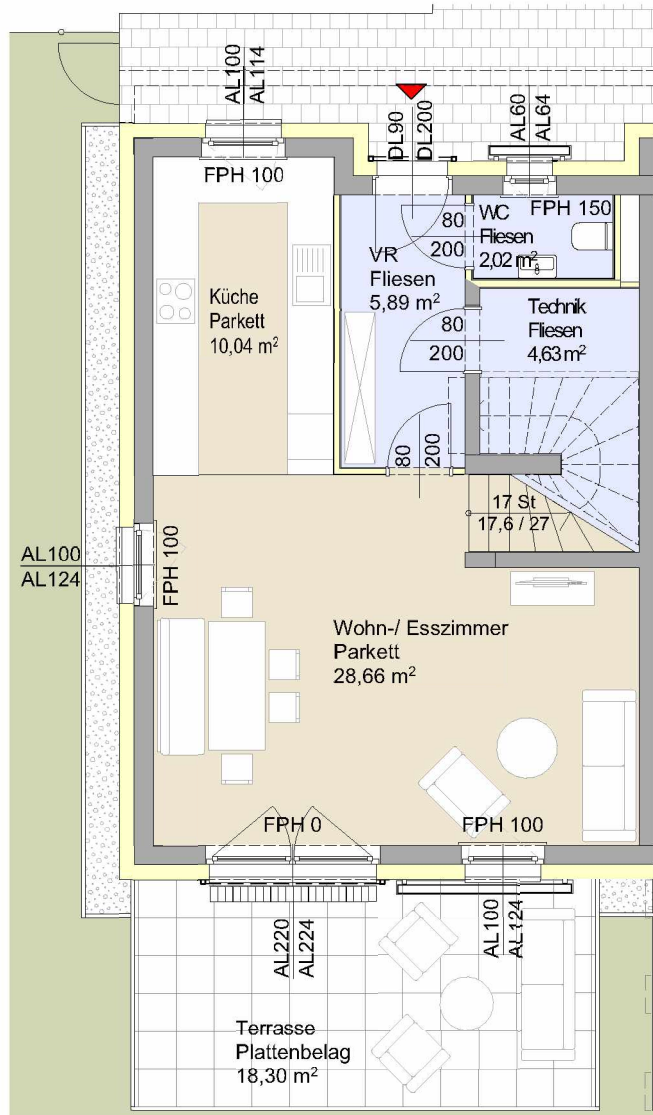 AL100
AL114
DL90
DL200
AL60
AL64
FPH 100
FPH 150
80
200
WC
Fliesen
2,02 m²
VR
Fliesen
5,89 m²
Küche
Parkett
10,04 m²
80
200
Technik
Fliesen
4,63 m²
80
200
17 St
17,6 / 27
AL100
AL124
FPH 100
Wohn-/ Esszimmer
Parkett
28,66 m²
FPH 0
FPH 100
AL220
AL224
AL100
AL124
Terrasse
Plattenbelag
18,30 m²